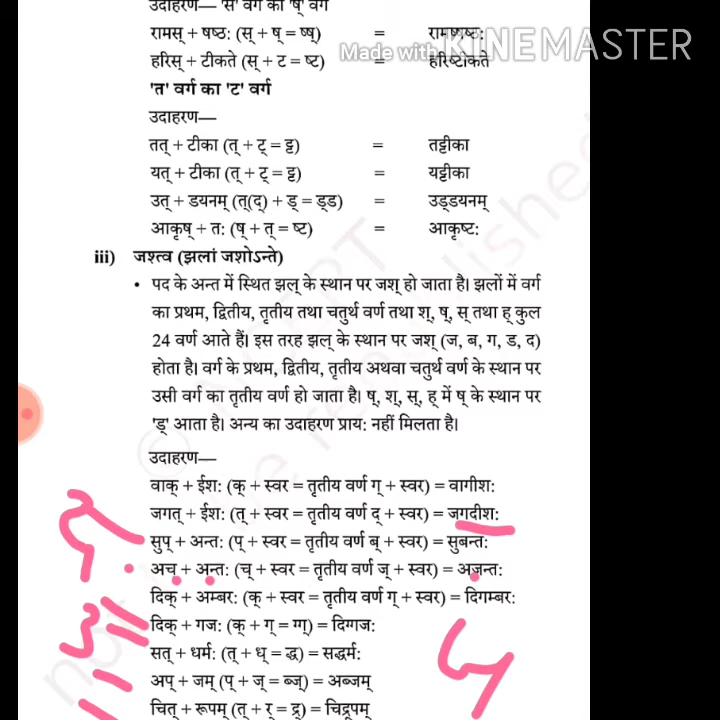 उदाहरण— 'स' वर्ग का 'ष्' वर्ग
रामस् + षष्ठ: (स् + ष् = ष्ष्) = रामष्षष्ठ:
Made with KINEMASTER
हरिस् + टीकते (स् + ट = ष्ट) = हरिष्टीकते
'त' वर्ग का 'ट' वर्ग
उदाहरण—
तत् + टीका (त् + ट् = ट्ट) = तट्टीका
यत् + टीका (त् + ट् = ट्ट) = यट्टीका
उत् + डयनम् (त्(द्) + ड् = ड्ड) = उड्डयनम्
आकृष् + त: (ष् + त् = ष्ट) = आकृष्ट:
iii) जश्त्व (झलां जशोऽन्ते)
• पद के अन्त में स्थित झल् के स्थान पर जश् हो जाता है। झलों में वर्ग
का प्रथम, द्वितीय, तृतीय तथा चतुर्थ वर्ण तथा श्, ष्, स् तथा ह् कुल
24 वर्ण आते हैं। इस तरह झल् के स्थान पर जश् (ज, ब, ग, ड, द)
होता है। वर्ग के प्रथम, द्वितीय, तृतीय अथवा चतुर्थ वर्ण के स्थान पर
उसी वर्ग का तृतीय वर्ण हो जाता है। ष्, श्, स्, ह् में ष् के स्थान पर
'ड्' आता है। अन्य का उदाहरण प्राय: नहीं मिलता है।
उदाहरण—
वाक् + ईश: (क् + स्वर = तृतीय वर्ण ग् + स्वर) = वागीश:
जगत् + ईश: (त् + स्वर = तृतीय वर्ण द् + स्वर) = जगदीश:
सुप् + अन्त: (प् + स्वर = तृतीय वर्ण ब् + स्वर) = सुबन्त:
अच् + अन्त: (च् + स्वर = तृतीय वर्ण ज् + स्वर) = अजन्त:
दिक् + अम्बर: (क् + स्वर = तृतीय वर्ण ग् + स्वर) = दिगम्बर:
दिक् + गज: (क् + ग् = ग्ग्) = दिग्गज:
सत् + धर्म: (त् + ध् = द्ध) = सद्धर्म:
अप् + जम् (प् + ज् = ब्ज्) = अब्जम्
चित् + रूपम् (त् + र् = द्र) = चिद्रूपम्